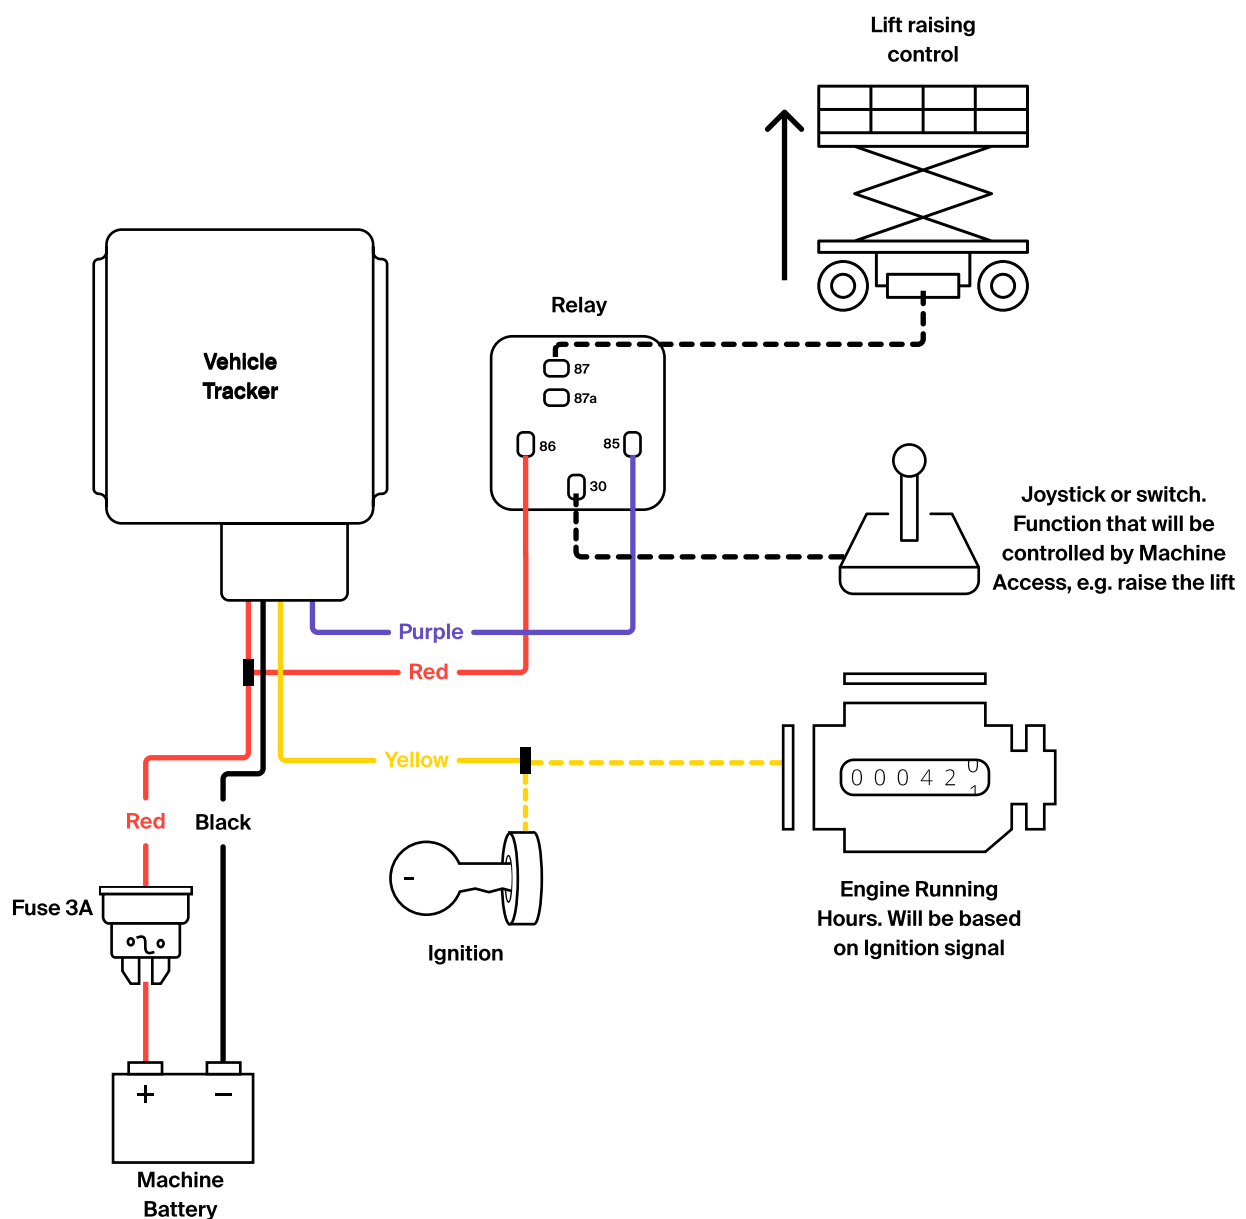 Lift raising
control
Relay
Vehicle
Tracker
87
87a
86
85
30
Joystick or switch.
Function that will be
controlled by Machine
Access, e.g. raise the lift
Purple
Red
Yellow
0 0 0 4 2 0
1
Red
Black
Fuse 3A
Engine Running
Hours. Will be based
on Ignition signal
Ignition
+
−
Machine
Battery